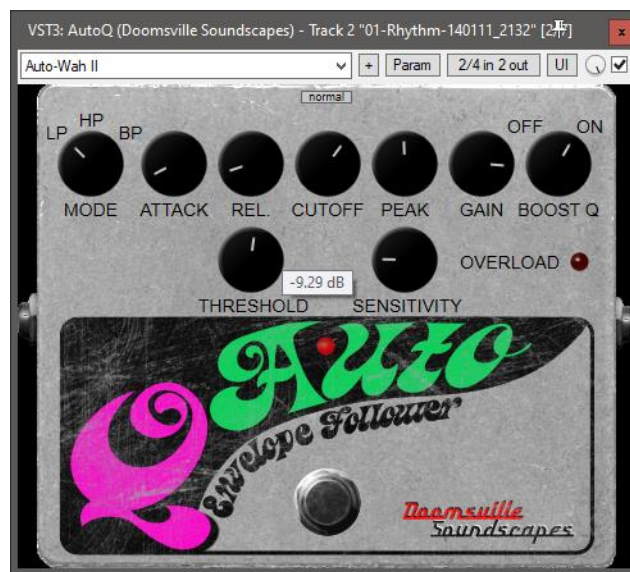 VST3: AutoQ (Doomsville Soundscapes) - Track 2 "01-Rhythm-140111_2132" [2/7]
Auto-Wah II + Param 2/4 in 2 out UI
normal
LP HP BP OFF ON
MODE ATTACK REL. CUTOFF PEAK GAIN BOOST Q
OVERLOAD
-9.29 dB
THRESHOLD SENSITIVITY
Q Auto
Envelope Follower
Doomsville
Soundscapes